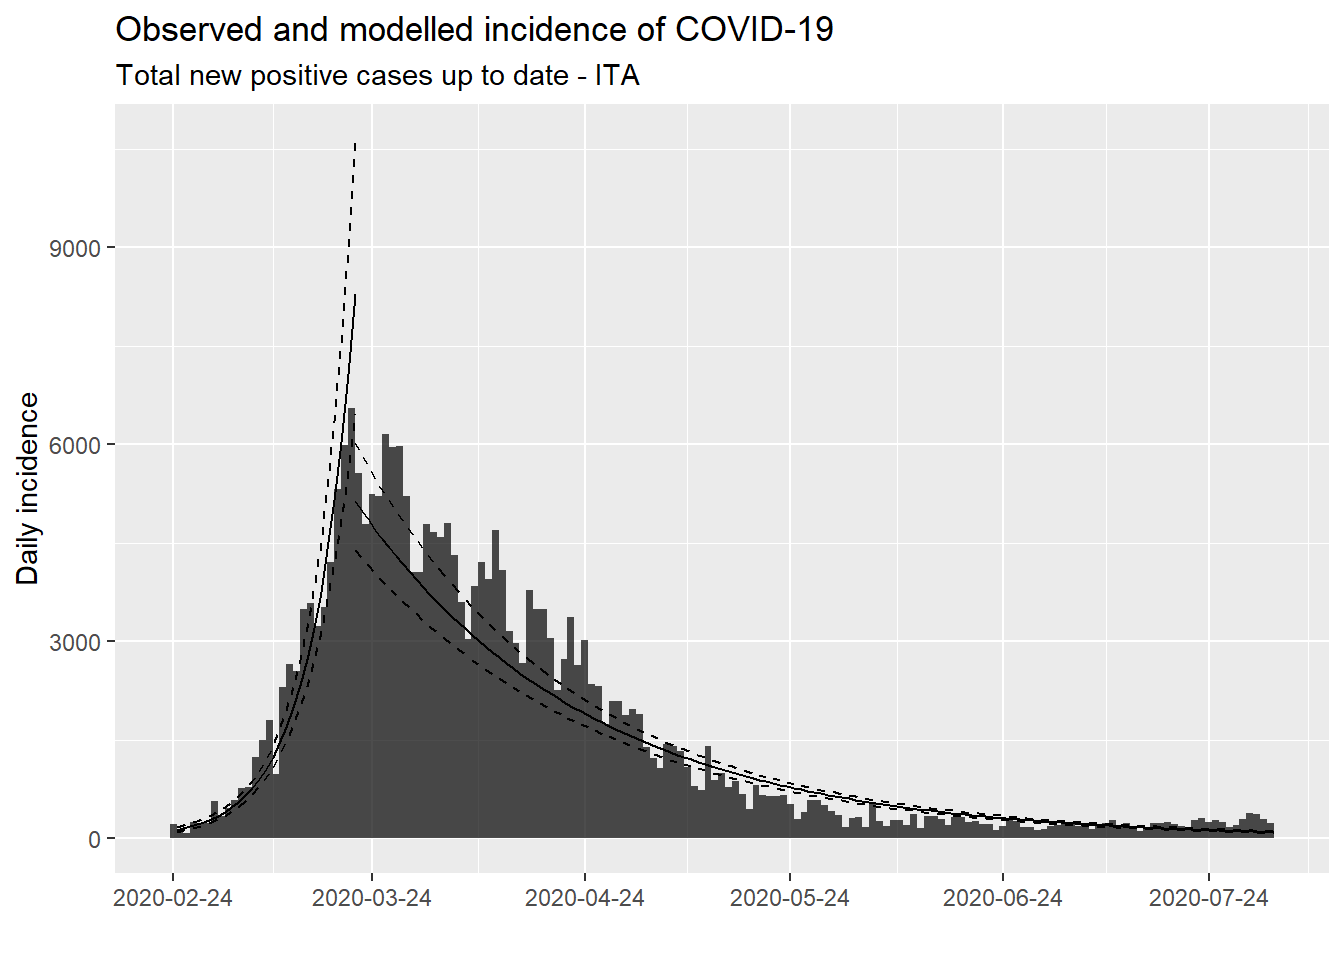 Observed and modelled incidence of COVID-19
Total new positive cases up to date - ITA
Daily incidence
9000
6000
3000
0
2020-02-24 2020-03-24 2020-04-24 2020-05-24 2020-06-24 2020-07-24